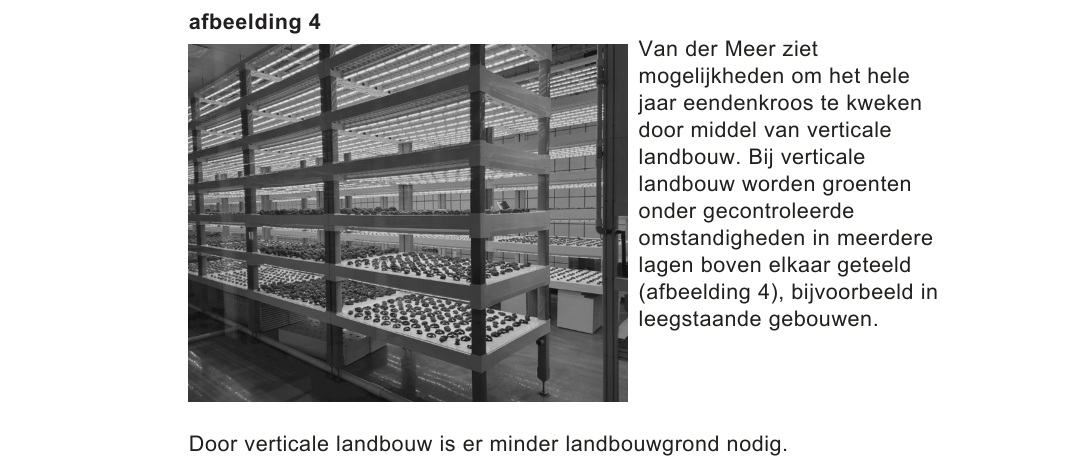 afbeelding 4
Van der Meer ziet
mogelijkheden om het hele
jaar eendenkroos te kweken
door middel van verticale
landbouw. Bij verticale
landbouw worden groenten
onder gecontroleerde
omstandigheden in meerdere
lagen boven elkaar geteeld
(afbeelding 4), bijvoorbeeld in
leegstaande gebouwen.
Door verticale landbouw is er minder landbouwgrond nodig.